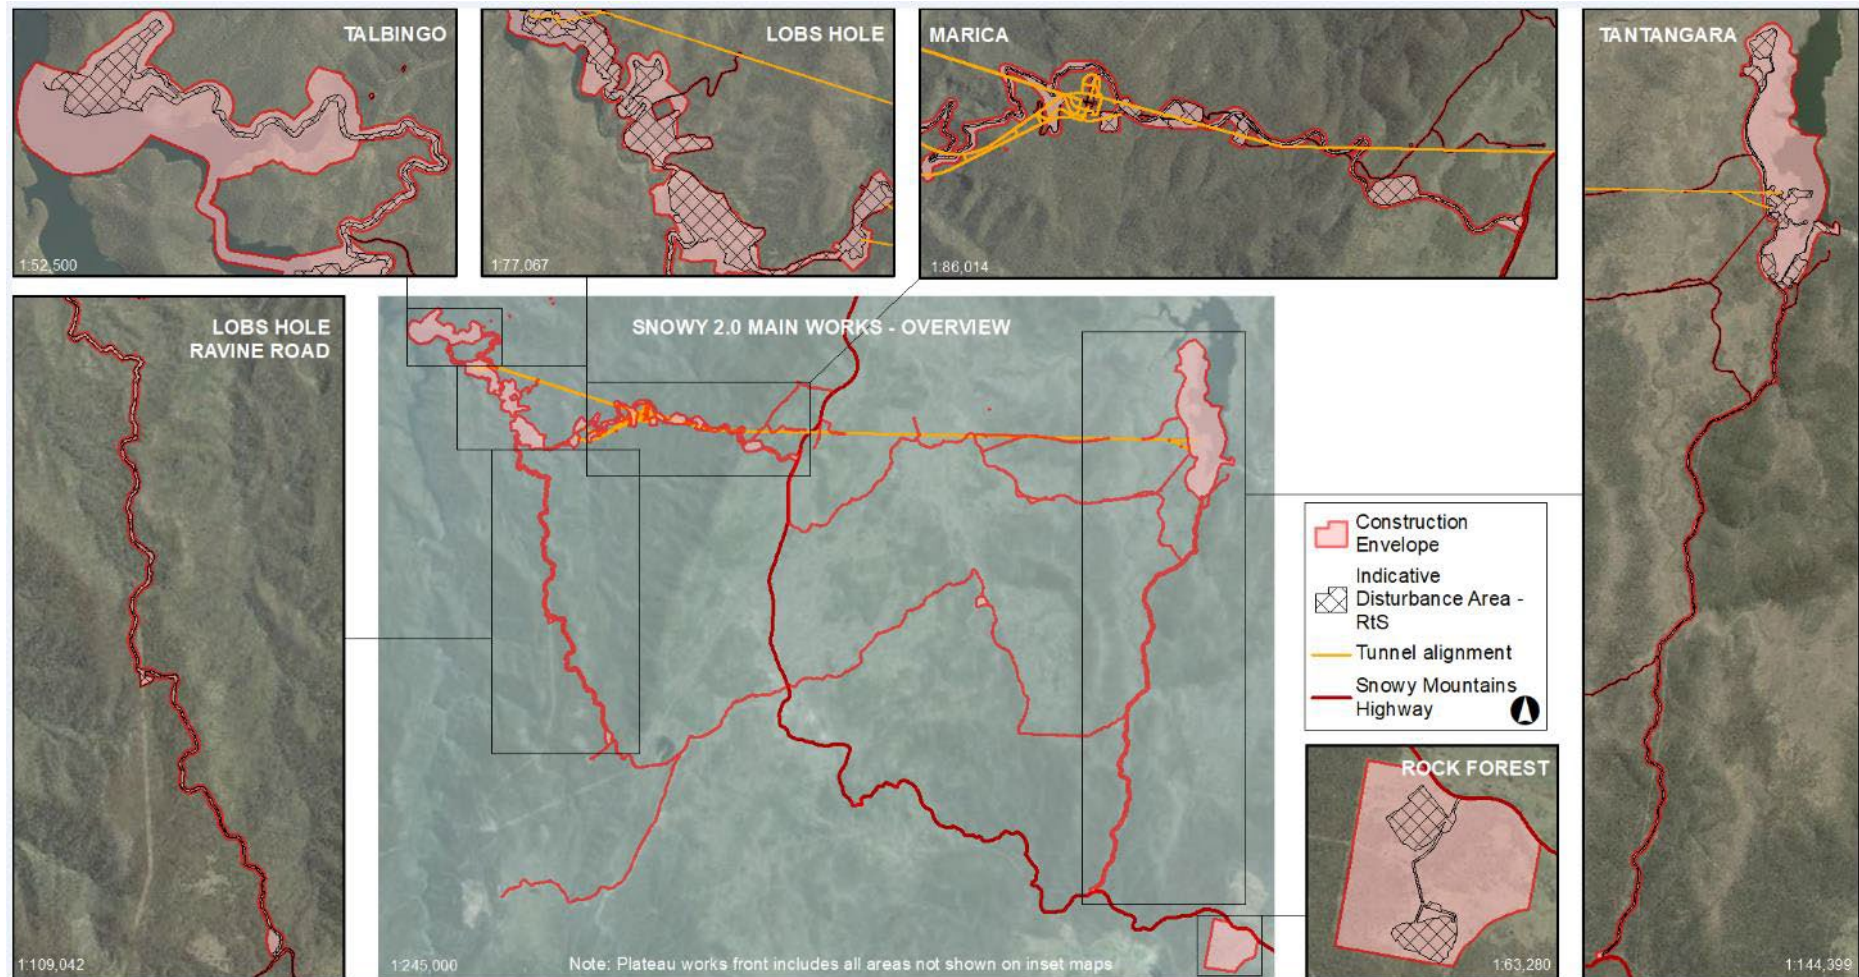 TALBINGO
1:52,500
LOBS HOLE
1:77,067
MARICA
1:86,014
TANTANGARA
1:144,399
LOBS HOLE
RAVINE ROAD
1:109,042
SNOWY 2.0 MAIN WORKS - OVERVIEW
1:245,000
Note: Plateau works front includes all areas not shown on inset maps
Construction
Envelope
Indicative
Disturbance Area -
RtS
Tunnel alignment
Snowy Mountains
Highway
ROCK FOREST
1:63,280